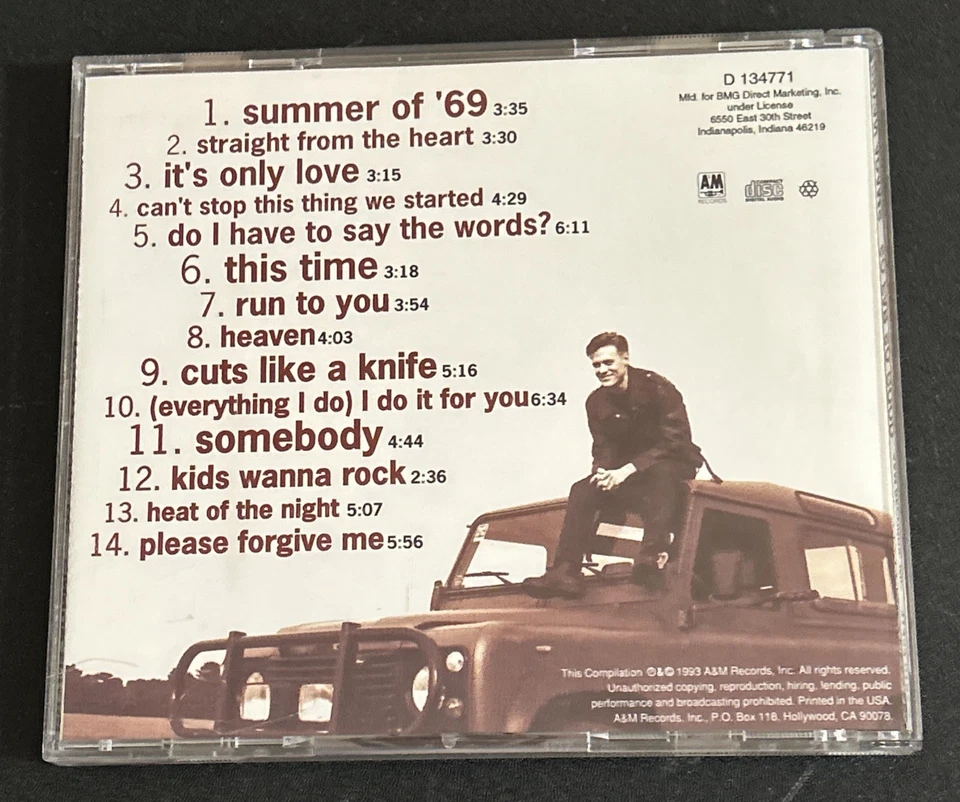 1. summer of '69 3:35
2. straight from the heart 3:30
3. it's only love 3:15
4. can't stop this thing we started 4:29
5. do I have to say the words? 6:11
6. this time 3:18
7. run to you 3:54
8. heaven 4:03
9. cuts like a knife 5:16
10. (everything I do) I do it for you 6:34
11. somebody 4:44
12. kids wanna rock 2:36
13. heat of the night 5:07
14. please forgive me 5:56
D 134771
Mfd. for BMG Direct Marketing, Inc.
under License
6550 East 30th Street
Indianapolis, Indiana 46219
AM
RECORDS
COMPACT
disc
DIGITAL AUDIO
This Compilation ℗&© 1993 A&M Records, Inc. All rights reserved.
Unauthorized copying, reproduction, hiring, lending, public
performance and broadcasting prohibited. Printed in the USA.
A&M Records, Inc., P.O. Box 118, Hollywood, CA 90078.